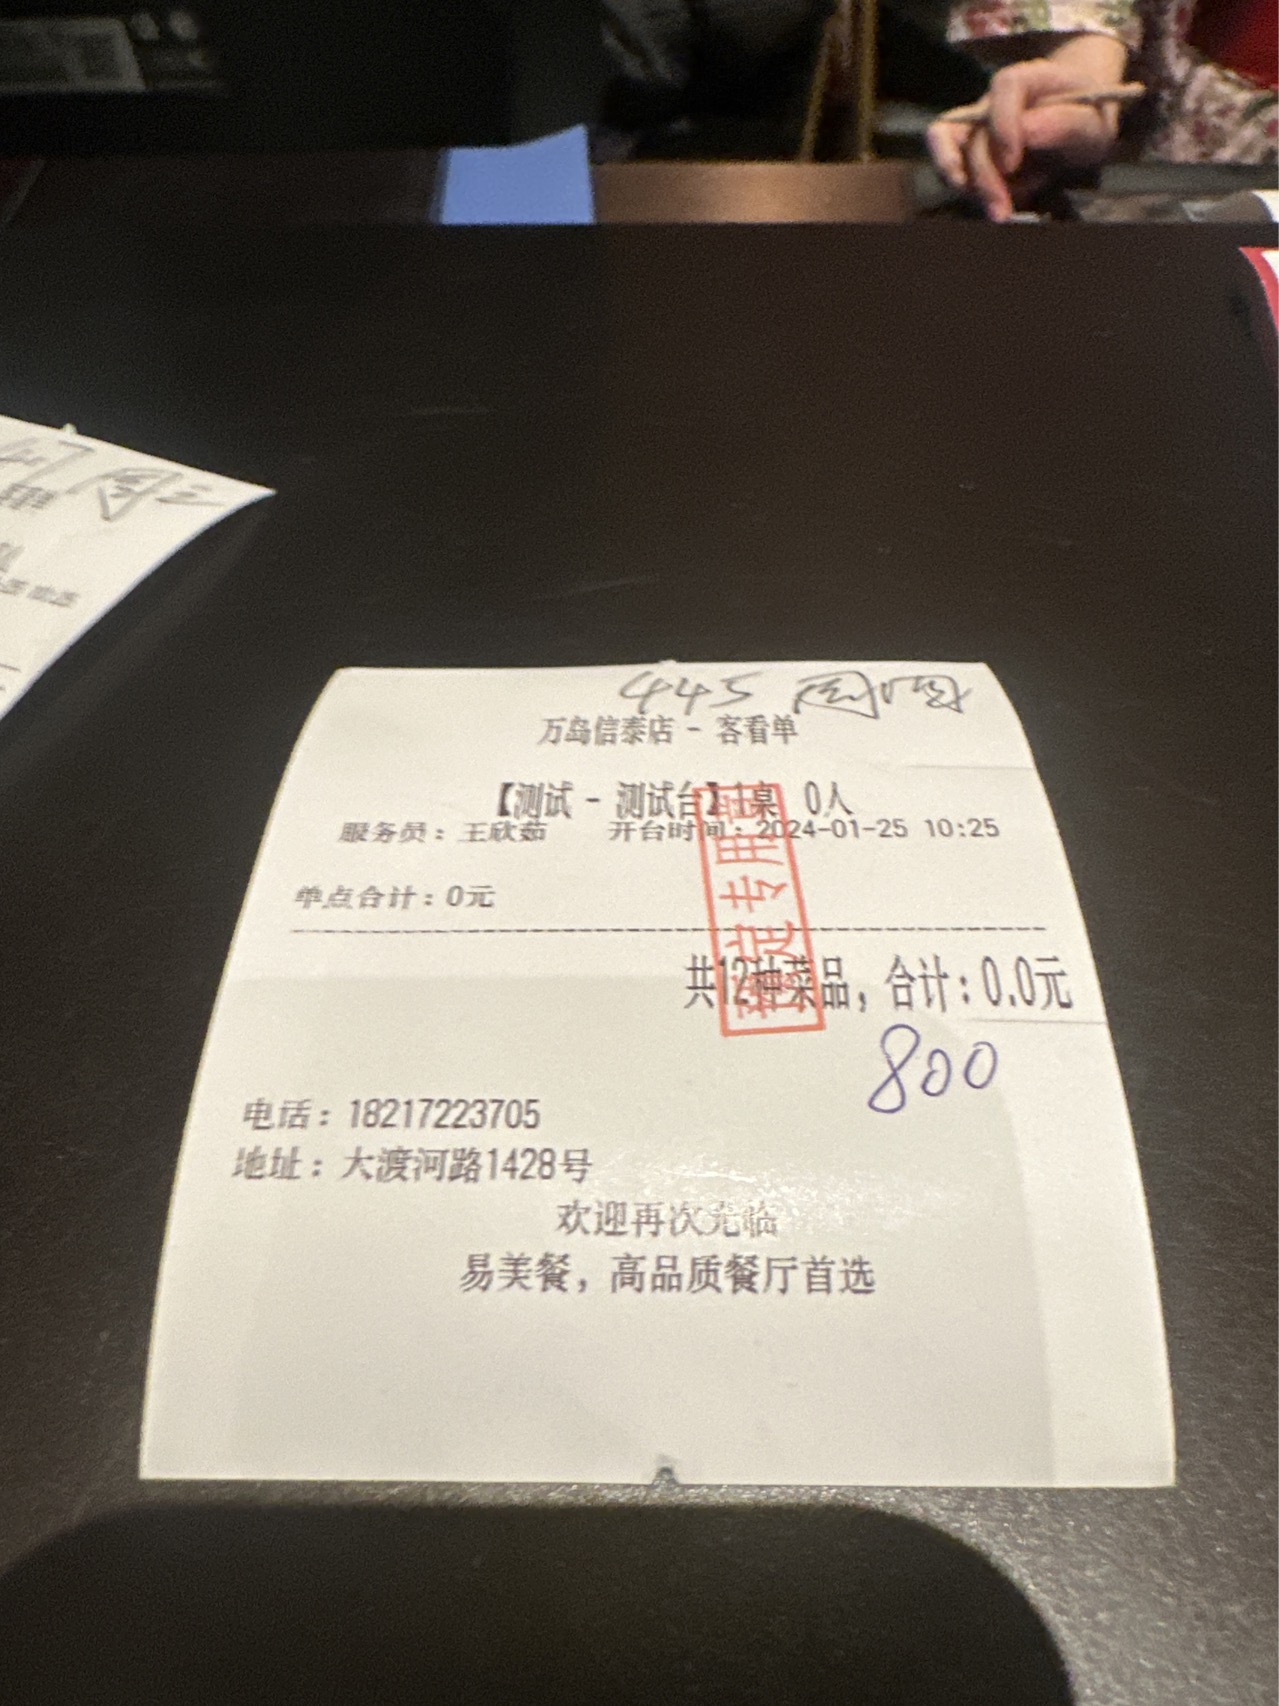 445
万岛信泰店 - 客看单
【测试 - 测试台】1桌 0人
服务员：王欣茹 开台时间：2024-01-25 10:25
单点合计：0元
共12种菜品，合计：0.0元
定专用章
800
电话：18217223705
地址：大渡河路1428号
欢迎再次光临
易美餐，高品质餐厅首选